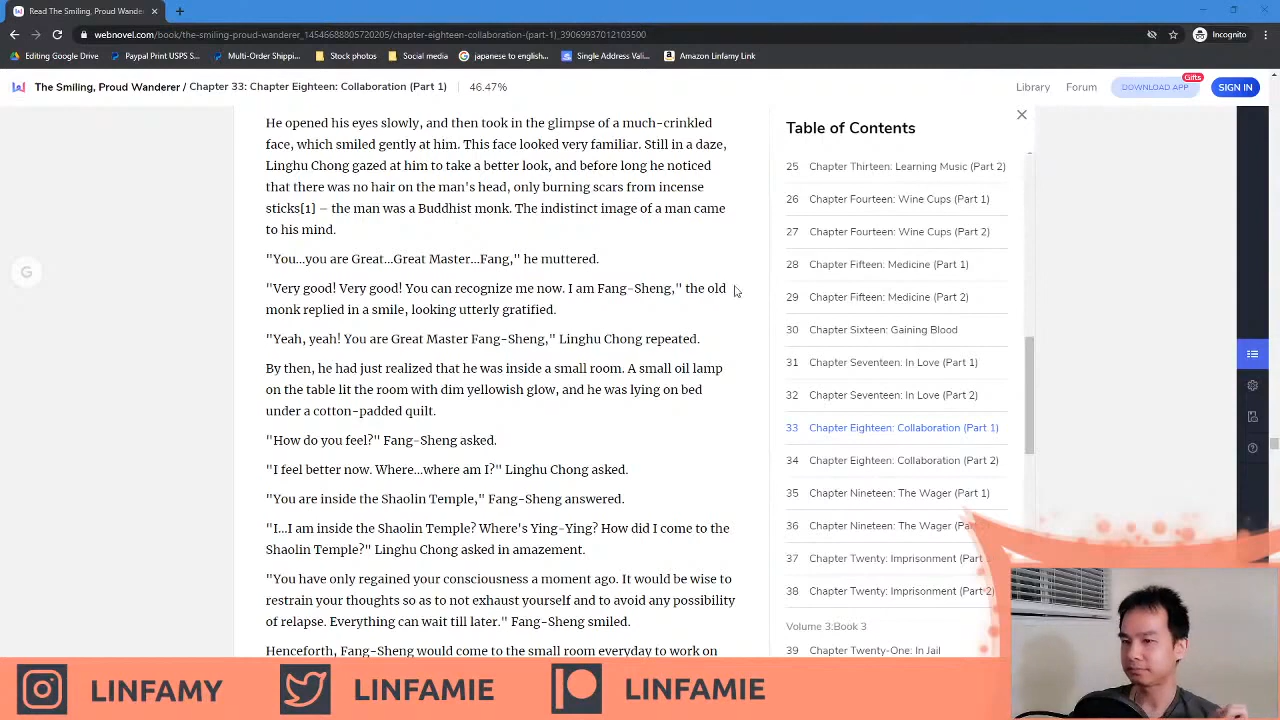 Read The Smiling, Proud Wande
Incognito
webnovel.com/book/the-smiling-proud-wanderer_14546688805720205/chapter-eighteen-collaboration-(part-1)_39069937012103500
Editing Google Drive
Paypal Print USPS S...
Multi-Order Shippi...
Stock photos
Social media
japanese to english...
Single Address Vali...
Amazon Linfamy Link
The Smiling, Proud Wanderer / Chapter 33: Chapter Eighteen: Collaboration (Part 1)
46.47%
Library
Forum
DOWNLOAD APP
Gifts
SIGN IN
He opened his eyes slowly, and then took in the glimpse of a much-crinkled
face, which smiled gently at him. This face looked very familiar. Still in a daze,
Linghu Chong gazed at him to take a better look, and before long he noticed
that there was no hair on the man's head, only burning scars from incense
sticks[1] – the man was a Buddhist monk. The indistinct image of a man came
to his mind.
"You...you are Great...Great Master...Fang," he muttered.
"Very good! Very good! You can recognize me now. I am Fang-Sheng," the old
monk replied in a smile, looking utterly gratified.
"Yeah, yeah! You are Great Master Fang-Sheng," Linghu Chong repeated.
By then, he had just realized that he was inside a small room. A small oil lamp
on the table lit the room with dim yellowish glow, and he was lying on bed
under a cotton-padded quilt.
"How do you feel?" Fang-Sheng asked.
"I feel better now. Where...where am I?" Linghu Chong asked.
"You are inside the Shaolin Temple," Fang-Sheng answered.
"I...I am inside the Shaolin Temple? Where's Ying-Ying? How did I come to the
Shaolin Temple?" Linghu Chong asked in amazement.
"You have only regained your consciousness a moment ago. It would be wise to
restrain your thoughts so as to not exhaust yourself and to avoid any possibility
of relapse. Everything can wait till later." Fang-Sheng smiled.
Henceforth, Fang-Sheng would come to the small room everyday to work on
Table of Contents
25 Chapter Thirteen: Learning Music (Part 2)
26 Chapter Fourteen: Wine Cups (Part 1)
27 Chapter Fourteen: Wine Cups (Part 2)
28 Chapter Fifteen: Medicine (Part 1)
29 Chapter Fifteen: Medicine (Part 2)
30 Chapter Sixteen: Gaining Blood
31 Chapter Seventeen: In Love (Part 1)
32 Chapter Seventeen: In Love (Part 2)
33 Chapter Eighteen: Collaboration (Part 1)
34 Chapter Eighteen: Collaboration (Part 2)
35 Chapter Nineteen: The Wager (Part 1)
36 Chapter Nineteen: The Wager (Pa
37 Chapter Twenty: Imprisonment (Part
38 Chapter Twenty: Imprisonment (Part 2)
Volume 3:Book 3
39 Chapter Twenty-One: In Jail
G
LINFAMY
LINFAMIE
LINFAMIE